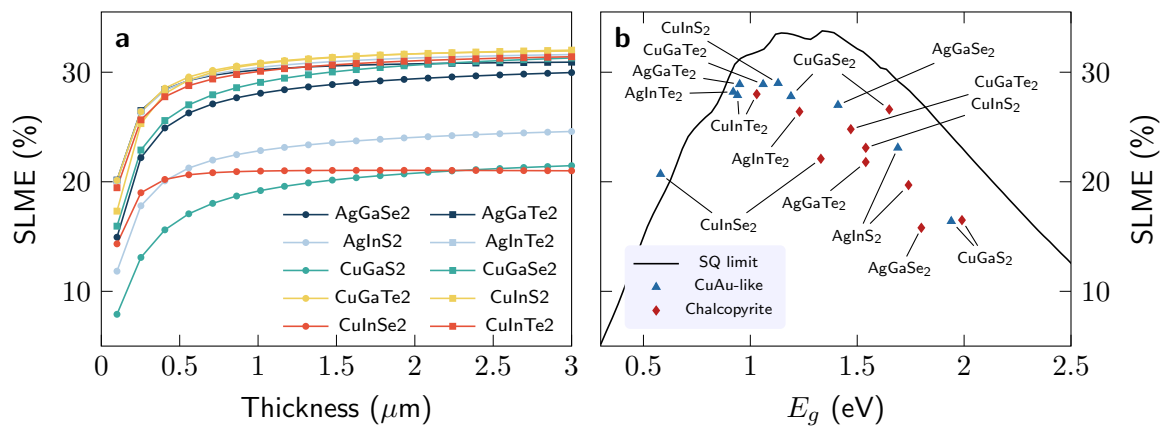 a
SLME (%)
30
20
10
0
0.5
1
1.5
2
2.5
3
Thickness (μm)
AgGaSe2
AgGaTe2
AgInS2
AgInTe2
CuGaS2
CuGaSe2
CuGaTe2
CuInS2
CuInSe2
CuInTe2
b
CuInS₂
CuGaTe₂
AgGaTe₂
AgInTe₂
CuInTe₂
CuGaSe₂
AgGaSe₂
CuGaTe₂
CuInS₂
AgInTe₂
CuInSe₂
AgGaTe₂
AgInS₂
AgGaSe₂
CuGaS₂
SQ limit
CuAu-like
Chalcopyrite
30
20
10
SLME (%)
0.5
1
1.5
2
2.5
E_g (eV)